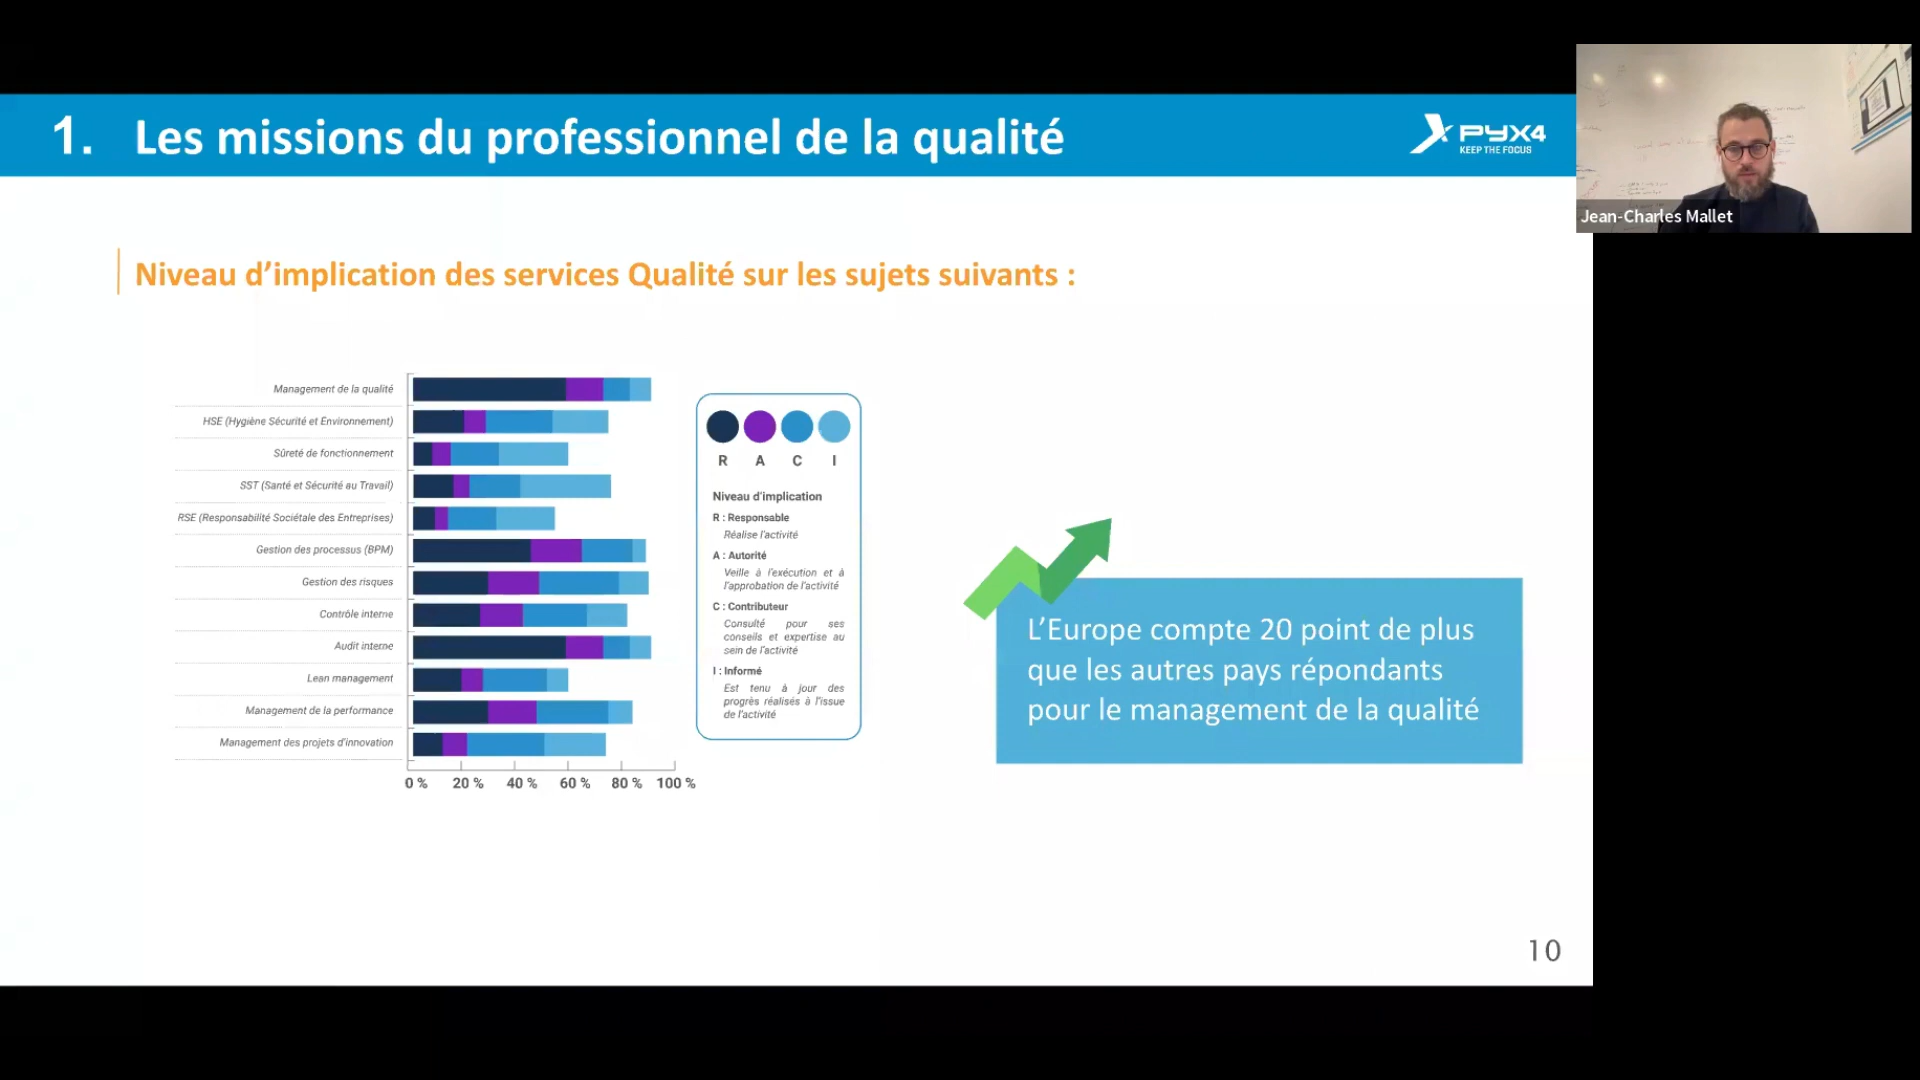 1. Les missions du professionnel de la qualité
PYX4
KEEP THE FOCUS
Jean-Charles Mallet
Niveau d'implication des services Qualité sur les sujets suivants :
Management de la qualité
HSE (Hygiène Sécurité et Environnement)
Sûreté de fonctionnement
SST (Santé et Sécurité au Travail)
RSE (Responsabilité Sociétale des Entreprises)
Gestion des processus (BPM)
Gestion des risques
Contrôle interne
Audit interne
Lean management
Management de la performance
Management des projets d'innovation
0 % 20 % 40 % 60 % 80 % 100 %
R A C I
Niveau d'implication
R : Responsable
Réalise l'activité
A : Autorité
Veille à l'exécution et à
l'approbation de l'activité
C : Contributeur
Consulté pour ses
conseils et expertise au
sein de l'activité
I : Informé
Est tenu à jour des
progrès réalisés à l'issue
de l'activité
L'Europe compte 20 point de plus
que les autres pays répondants
pour le management de la qualité
10